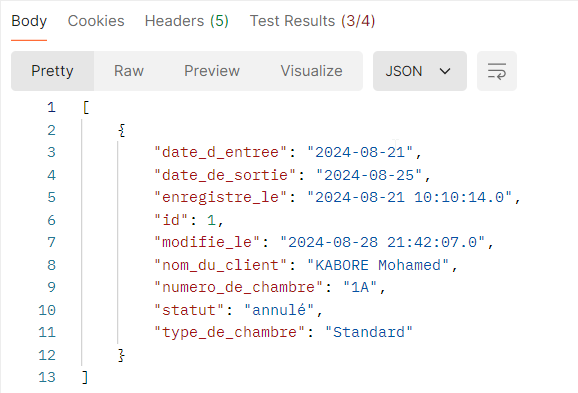 Body Cookies Headers (5) Test Results (3/4)
Pretty Raw Preview Visualize JSON
1 [
2 {
3 "date_d_entree": "2024-08-21",
4 "date_de_sortie": "2024-08-25",
5 "enregistre_le": "2024-08-21 10:10:14.0",
6 "id": 1,
7 "modifie_le": "2024-08-28 21:42:07.0",
8 "nom_du_client": "KABORE Mohamed",
9 "numero_de_chambre": "1A",
10 "statut": "annulé",
11 "type_de_chambre": "Standard"
12 }
13 ]